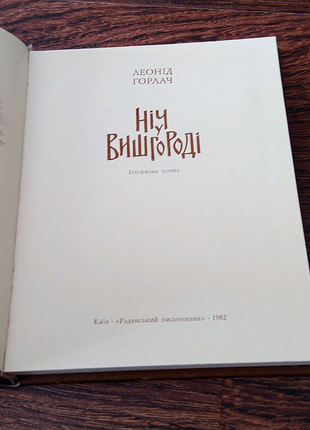 ЛЕОНІД
ГОРЛАЧ
НІЧ
У
ВИШГОРОДІ
Історична поема
Київ · «Радянський письменник» · 1982